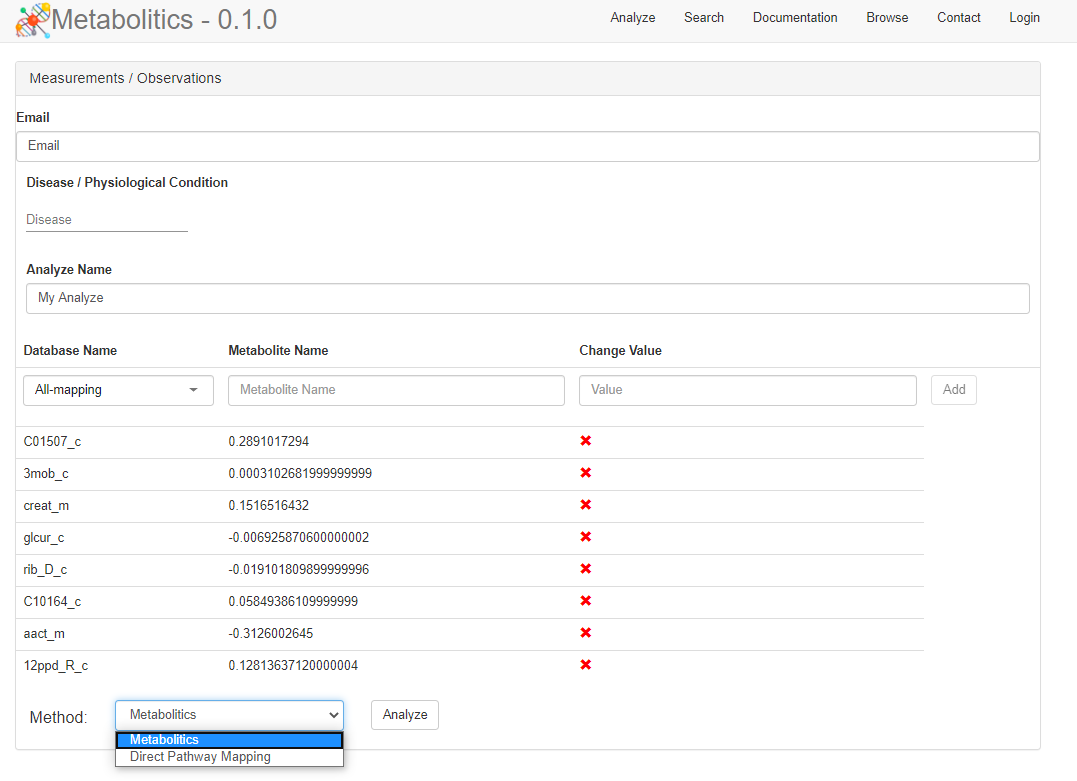 Metabolitics - 0.1.0 Analyze Search Documentation Browse Contact Login
Measurements / Observations
Email
Email
Disease / Physiological Condition
Disease
Analyze Name
My Analyze
Database Name Metabolite Name Change Value
All-mapping Metabolite Name Value Add
C01507_c 0.2891017294
3mob_c 0.0003102681999999999
creat_m 0.1516516432
glcur_c -0.006925870600000002
rib_D_c -0.019101809899999996
C10164_c 0.05849386109999999
aact_m -0.3126002645
12ppd_R_c 0.12813637120000004
Method: Metabolitics Analyze
Metabolitics
Direct Pathway Mapping